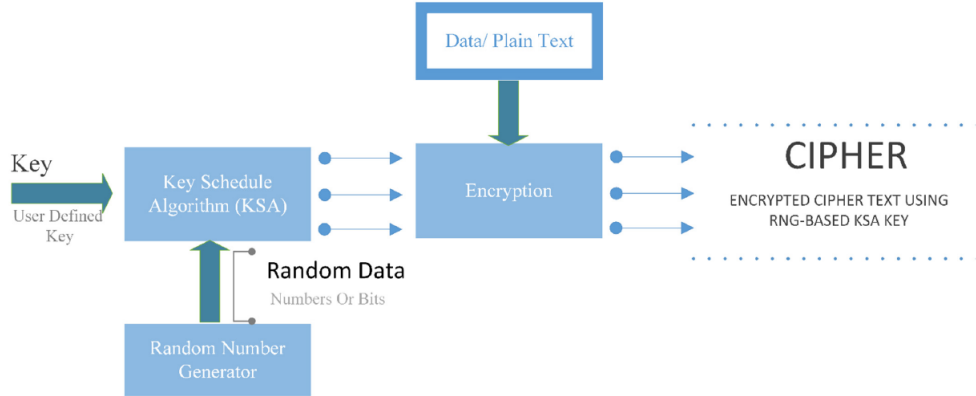 Data/ Plain Text
Key
User Defined
Key
Key Schedule
Algorithm (KSA)
Encryption
CIPHER
ENCRYPTED CIPHER TEXT USING
RNG-BASED KSA KEY
Random Data
Numbers Or Bits
Random Number
Generator